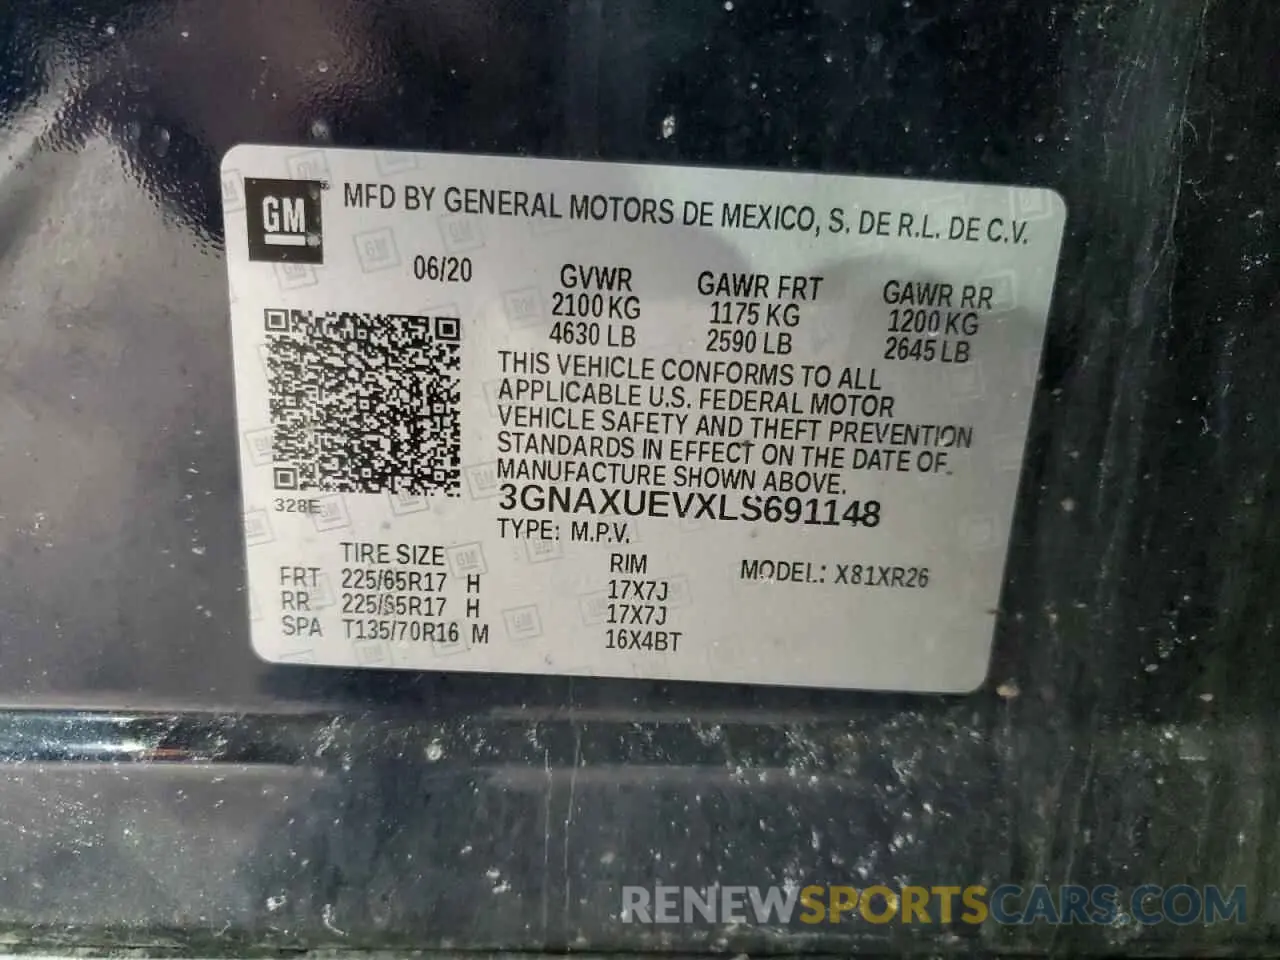 GM
MFD BY GENERAL MOTORS DE MEXICO, S. DE R.L. DE C.V.
06/20
GVWR GAWR FRT GAWR RR
2100 KG 1175 KG 1200 KG
4630 LB 2590 LB 2645 LB
THIS VEHICLE CONFORMS TO ALL
APPLICABLE U.S. FEDERAL MOTOR
VEHICLE SAFETY AND THEFT PREVENTION
STANDARDS IN EFFECT ON THE DATE OF
MANUFACTURE SHOWN ABOVE.
3GNAXUEVXLS691148
328E
TYPE: M.P.V.
TIRE SIZE RIM MODEL: X81XR26
FRT 225/65R17 H 17X7J
RR 225/65R17 H 17X7J
SPA T135/70R16 M 16X4BT
RENEWSPORTSCARS.COM